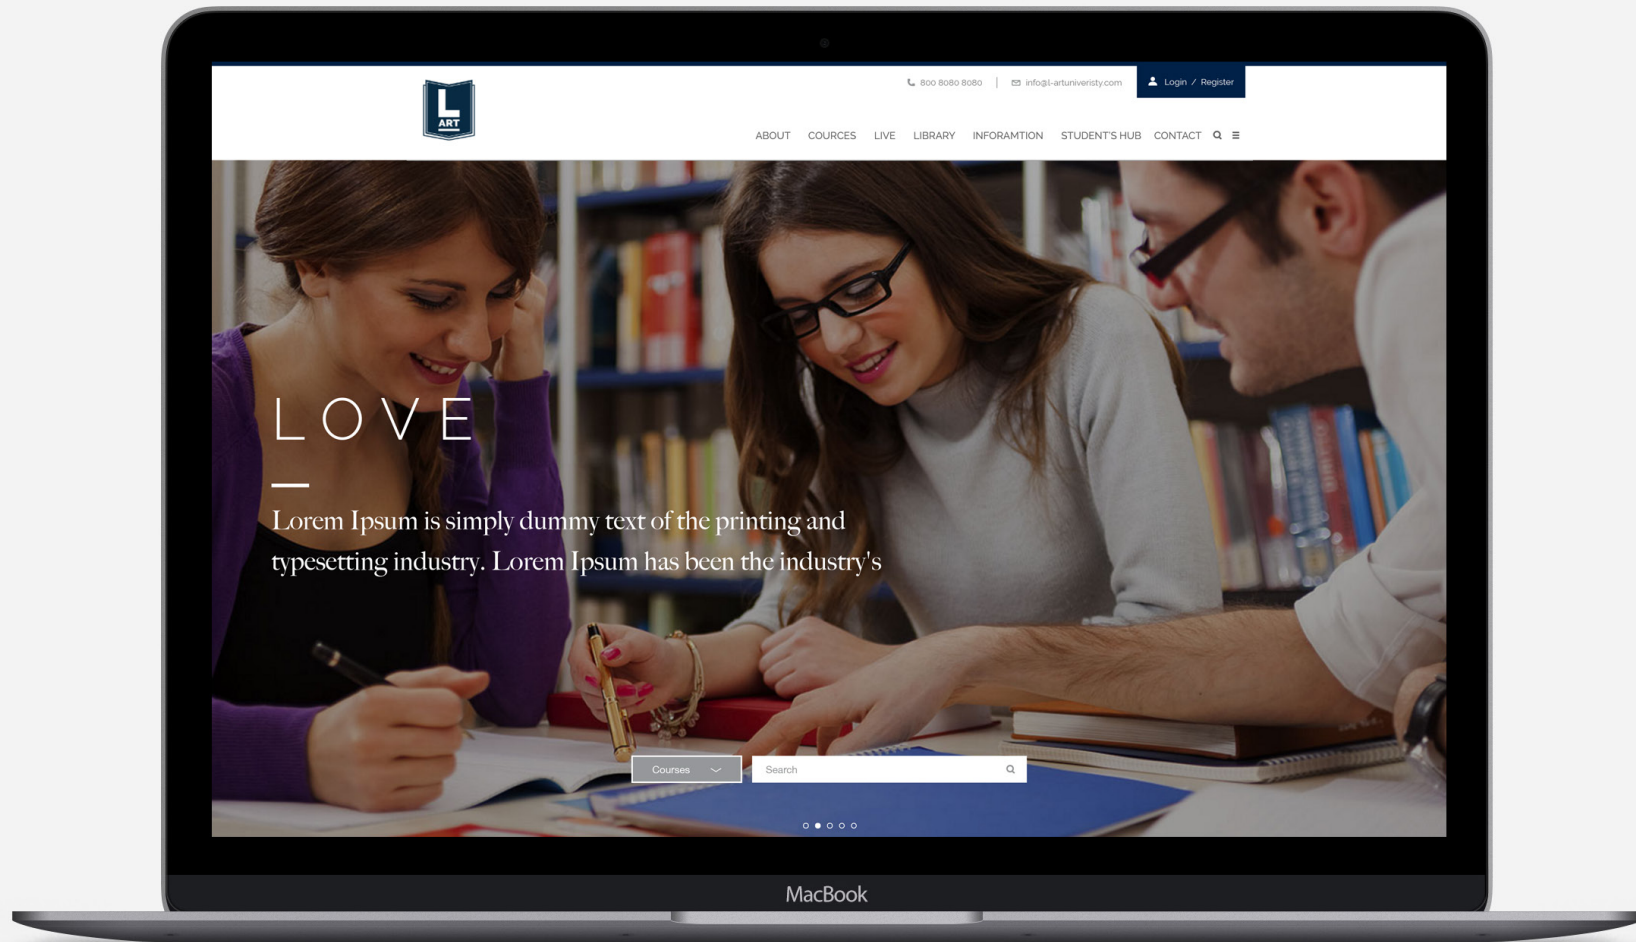 L
ART
800 8080 8080
info@l-artuniveristy.com
Login / Register
ABOUT COURCES LIVE LIBRARY INFORAMTION STUDENT'S HUB CONTACT
LOVE
Lorem Ipsum is simply dummy text of the printing and
typesetting industry. Lorem Ipsum has been the industry's
Courses
Search
MacBook